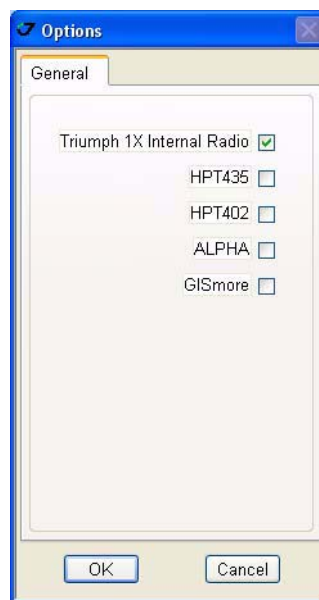 Options
General
Triumph 1X Internal Radio
HPT435
HPT402
ALPHA
GISmore
OK
Cancel